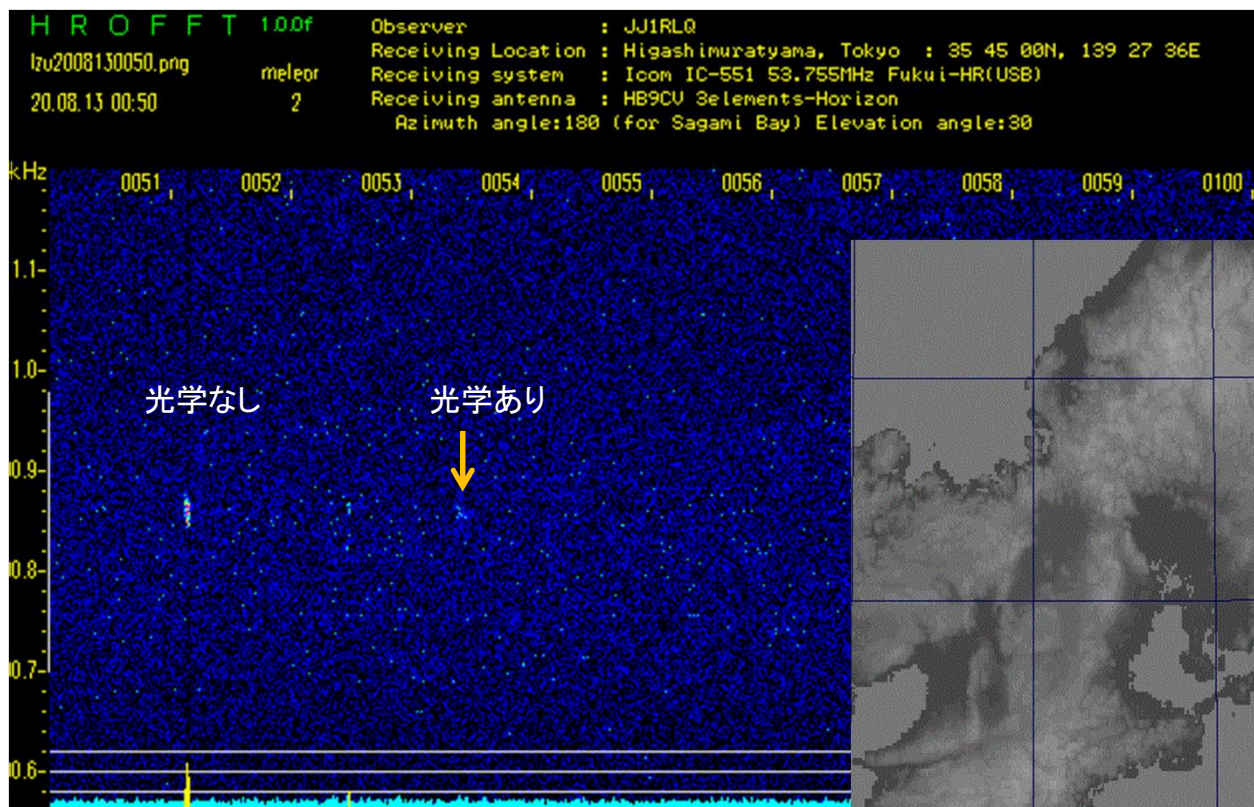 H R O F F T 1.0.0f
Izu2008130050.png meteor
20.08.13 00:50 2
Observer : JJ1RLQ
Receiving Location : Higashimuratyama, Tokyo : 35 45 00N, 139 27 36E
Receiving system : Icom IC-551 53.755MHz Fukui-HR(USB)
Receiving antenna : HB9CV 3elements-Horizon
Azimuth angle:180 (for Sagami Bay) Elevation angle:30
kHz 0051 0052 0053 0054 0055 0056 0057 0058 0059 0100
1.1
1.0
光学なし 光学あり
0.9
0.8
0.7
0.6